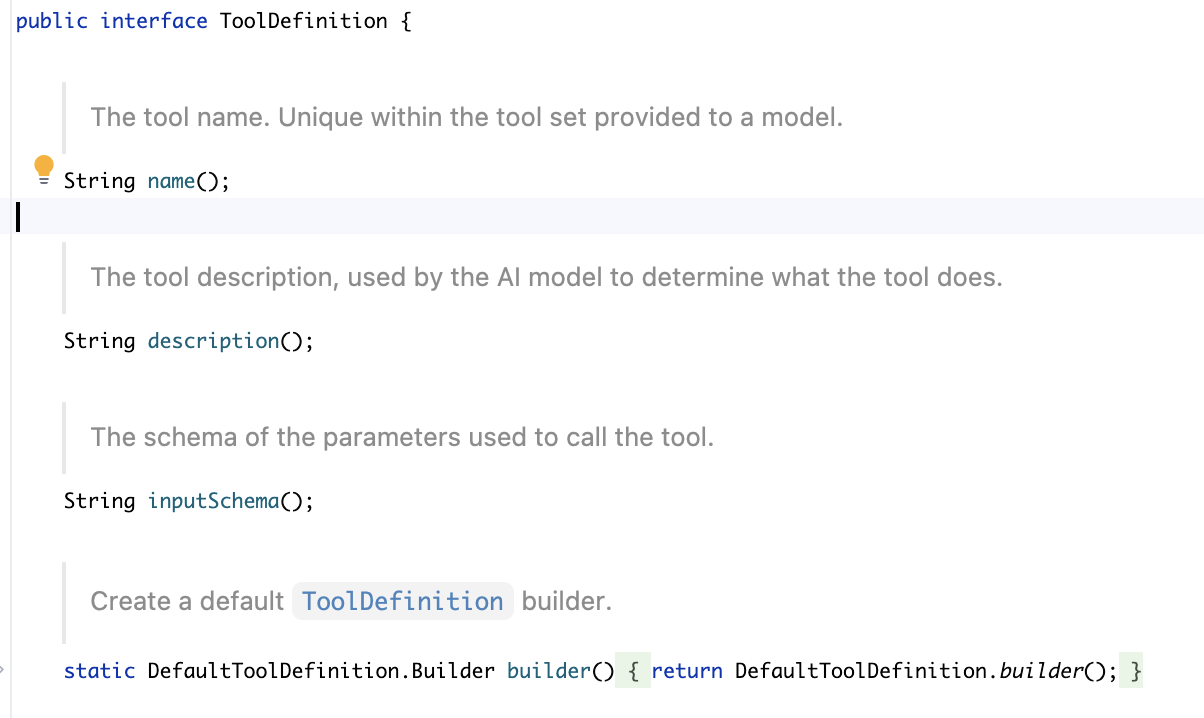 public interface ToolDefinition {
The tool name. Unique within the tool set provided to a model.
String name();
The tool description, used by the AI model to determine what the tool does.
String description();
The schema of the parameters used to call the tool.
String inputSchema();
Create a default ToolDefinition builder.
static DefaultToolDefinition.Builder builder() { return DefaultToolDefinition.builder(); }